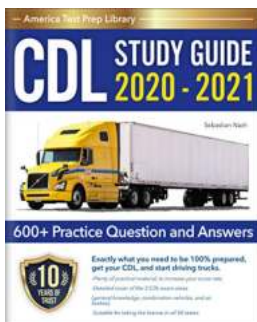 America Test Prep Library
CDL
STUDY GUIDE
2020 - 2021
Sebastian Nash
600+ Practice Question and Answers
10
YEARS OF
TRUST
Exactly what you need to be 100% prepared,
get your CDL, and start driving trucks.